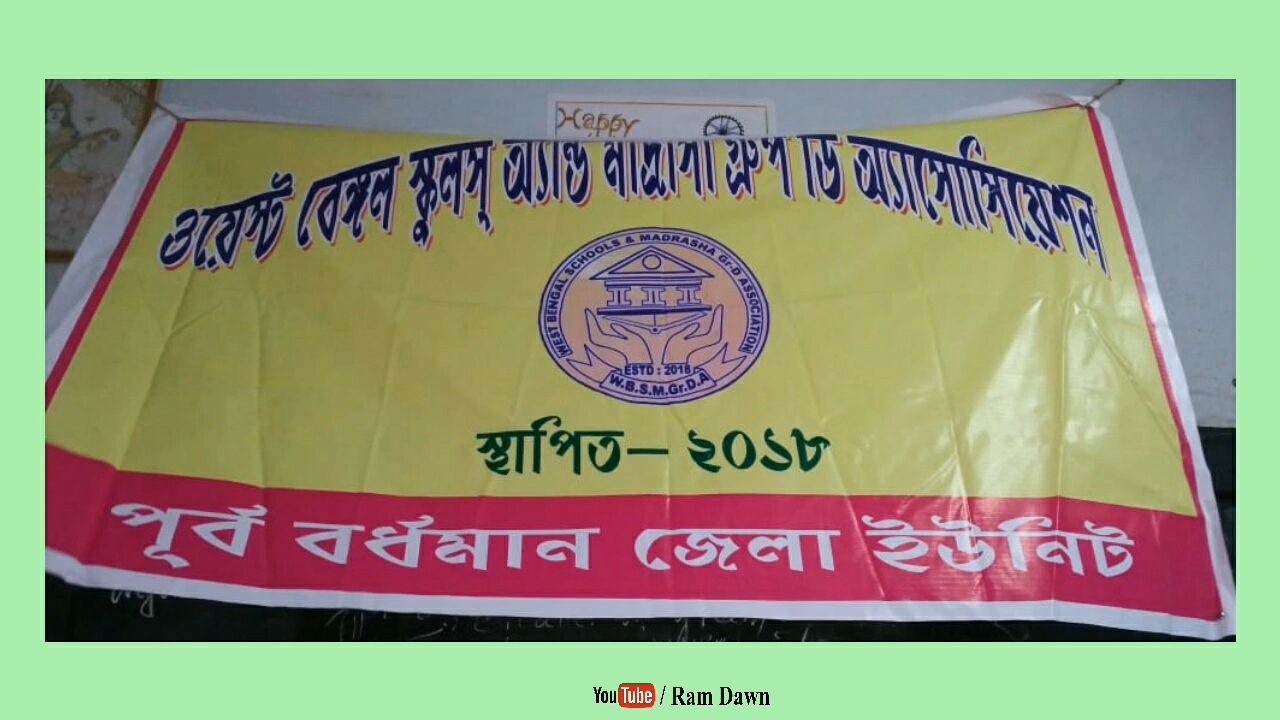 Happy
ওয়েস্ট বেঙ্গল স্কুলস্ অ্যান্ড মাদ্রাসা গ্রুপ ডি অ্যাসোসিয়েশন
WEST BENGAL SCHOOLS & MADRASHA Gr-D ASSOCIATION
ESTD : 2018
W.B.S.M.Gr.D.A
স্থাপিত– ২০১৮
পূর্ব বর্ধমান জেলা ইউনিট
YouTube / Ram Dawn